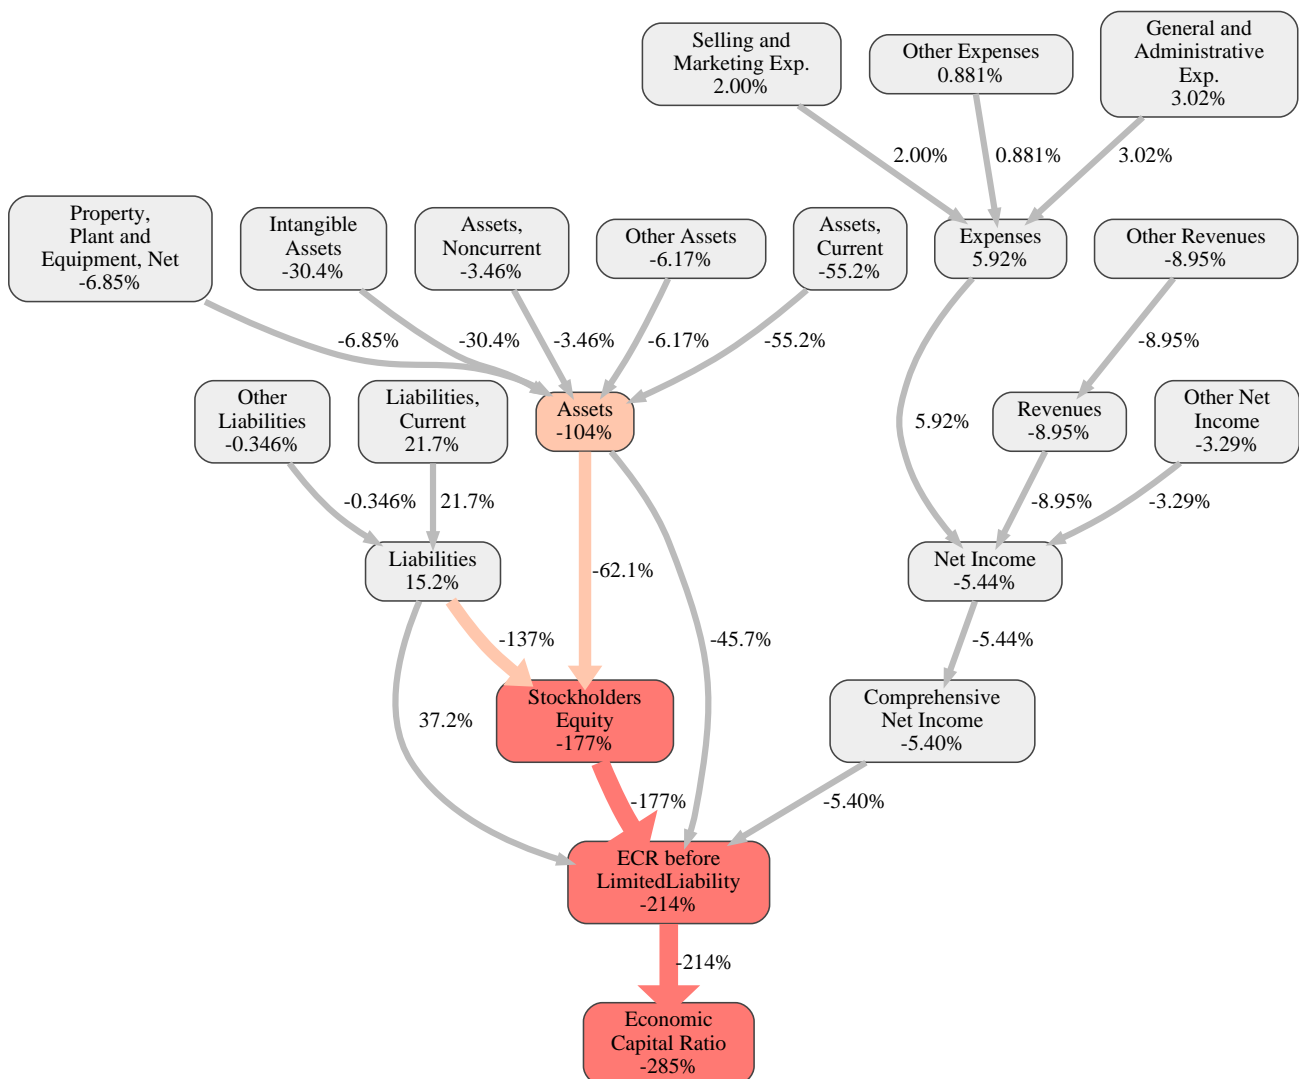 Selling and
Marketing Exp.
2.00%
Other Expenses
0.881%
General and
Administrative
Exp.
3.02%
2.00%
0.881%
3.02%
Property,
Plant and
Equipment, Net
-6.85%
Intangible
Assets
-30.4%
Assets,
Noncurrent
-3.46%
Other Assets
-6.17%
Assets,
Current
-55.2%
Expenses
5.92%
Other Revenues
-8.95%
-6.85%
-30.4%
-3.46%
-6.17%
-55.2%
-8.95%
Other
Liabilities
-0.346%
Liabilities,
Current
21.7%
Assets
-104%
5.92%
Revenues
-8.95%
Other Net
Income
-3.29%
-0.346%
21.7%
-8.95%
-3.29%
Liabilities
15.2%
-62.1%
Net Income
-5.44%
-137%
-45.7%
-5.44%
37.2%
Stockholders
Equity
-177%
Comprehensive
Net Income
-5.40%
-177%
-5.40%
ECR before
LimitedLiability
-214%
-214%
Economic
Capital Ratio
-285%